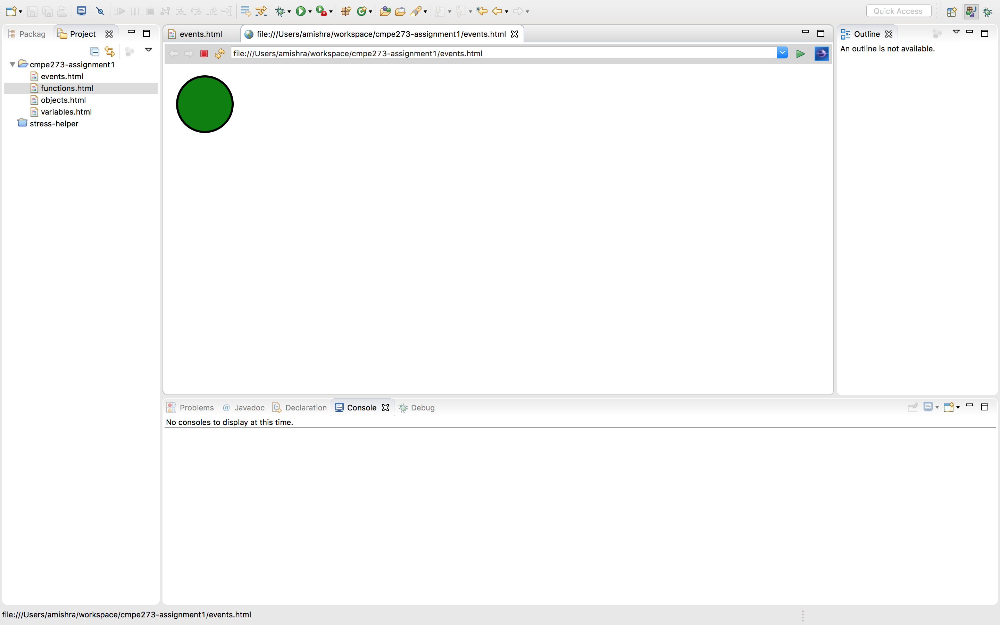 Quick Access
Packag
Project
events.html
file:///Users/amishra/workspace/cmpe273-assignment1/events.html
Outline
file:///Users/amishra/workspace/cmpe273-assignment1/events.html
An outline is not available.
cmpe273-assignment1
events.html
functions.html
objects.html
variables.html
stress-helper
Problems
@ Javadoc
Declaration
Console
Debug
No consoles to display at this time.
file:///Users/amishra/workspace/cmpe273-assignment1/events.html